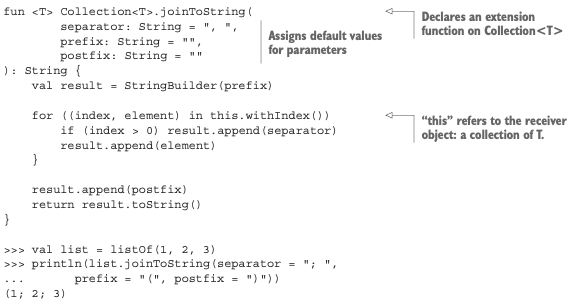 fun <T> Collection<T>.joinToString(
Declares an extension
function on Collection<T>
        separator: String = ", ",
        prefix: String = "",
        postfix: String = ""
Assigns default values
for parameters
): String {
    val result = StringBuilder(prefix)
    for ((index, element) in this.withIndex())
"this" refers to the receiver
object: a collection of T.
        if (index > 0) result.append(separator)
        result.append(element)
    }
    result.append(postfix)
    return result.toString()
}
>>> val list = listOf(1, 2, 3)
>>> println(list.joinToString(separator = "; ",
...     prefix = "(", postfix = ")"))
(1; 2; 3)